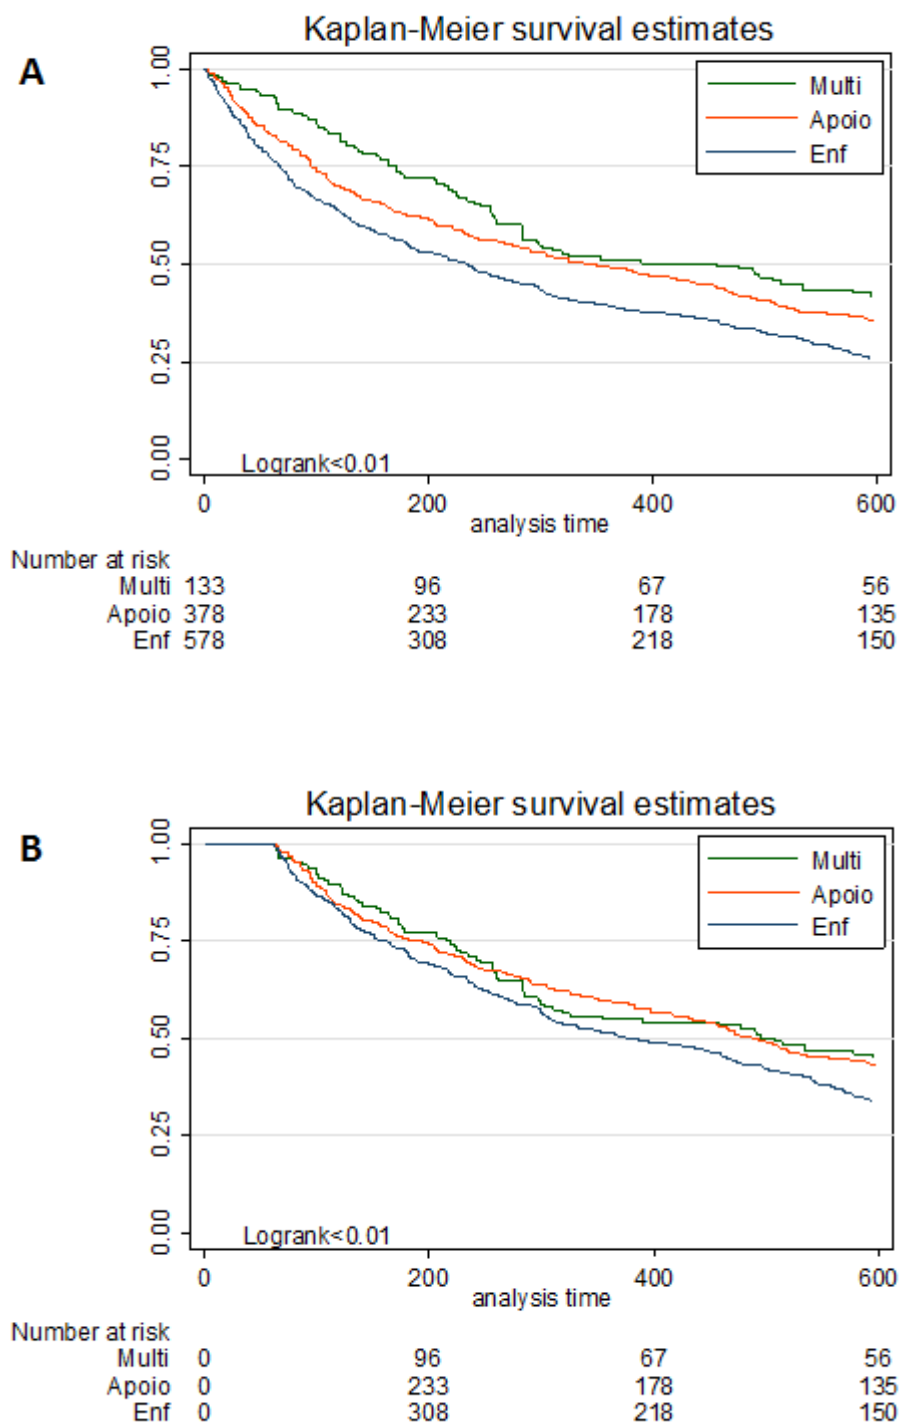 Kaplan-Meier survival estimates
A
1.00
0.75
0.50
0.25
0.00
Multi
Apoio
Enf
Logrank<0.01
0 200 400 600
analysis time
Number at risk
Multi 133 96 67 56
Apoio 378 233 178 135
Enf 578 308 218 150
Kaplan-Meier survival estimates
B
1.00
0.75
0.50
0.25
0.00
Multi
Apoio
Enf
Logrank<0.01
0 200 400 600
analysis time
Number at risk
Multi 0 96 67 56
Apoio 0 233 178 135
Enf 0 308 218 150